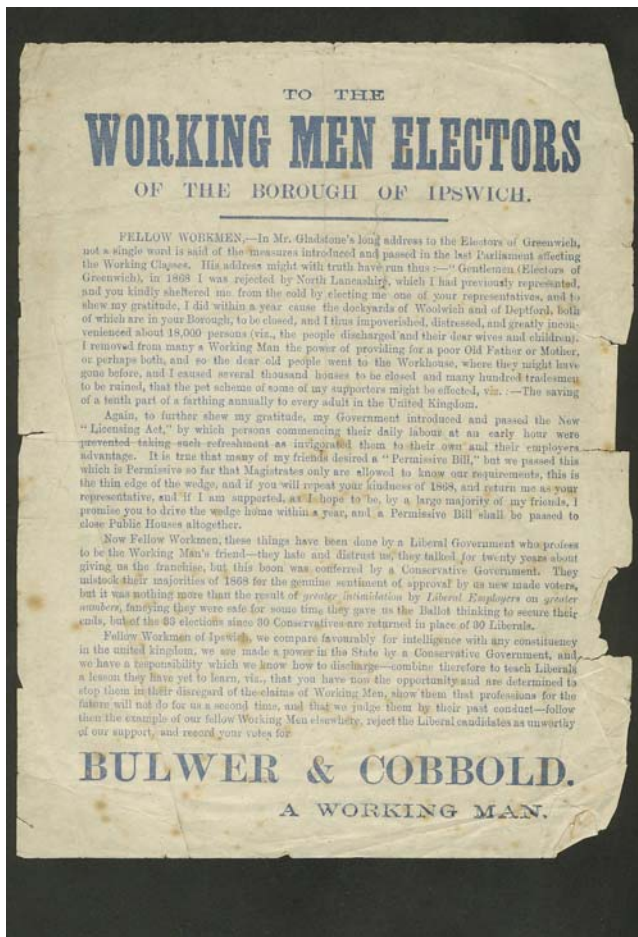 TO THE
WORKING MEN ELECTORS
OF THE BOROUGH OF IPSWICH.
FELLOW WORKMEN,—In Mr. Gladstone's long address to the Electors of Greenwich,
not a single word is said of the measures introduced and passed in the last Parliament affecting
the Working Classes. His address might with truth have run thus :—"Gentlemen (Electors of
Greenwich), in 1868 I was rejected by North Lancashire, which I had previously represented,
and you kindly sheltered me from the cold by electing me one of your representatives, and to
show my gratitude, I did within a year cause the dockyards of Woolwich and of Deptford, both
of which are in your Borough, to be closed, and I thus impoverished, distressed, and greatly incon-
venienced about 18,000 persons (viz., the people discharged and their dear wives and children).
I removed from many a Working Man the power of providing for a poor Old Father or Mother,
or perhaps both, and so the dear old people went to the Workhouse, where they might have
gone before, and I caused several thousand houses to be closed and many hundred tradesmen
to be ruined, that the pet scheme of some of my supporters might be effected, viz. :—The saving
of a tenth part of a farthing annually to every adult in the United Kingdom.
Again, to further shew my gratitude, my Government introduced and passed the New
"Licensing Act," by which persons commencing their daily labour at an early hour were
prevented taking such refreshment as invigorated them to their own and their employers
advantage. It is true that many of my friends desired a "Permissive Bill," but we passed this
which is Permissive so far that Magistrates only are allowed to know our requirements, this is
the thin edge of the wedge, and if you will repeat your kindness of 1868, and return me as your
representative, and if I am supported, as I hope to be, by a large majority of my friends, I
promise you to drive the wedge home within a year, and a Permissive Bill shall be passed to
close Public Houses altogether.
Now Fellow Workmen, these things have been done by a Liberal Government who profess
to be the Working Man's friend—they hate and distrust us, they talked for twenty years about
giving us the franchise, but this boon was conferred by a Conservative Government. They
mistook their majorities of 1868 for the genuine sentiment of approval by us new made voters,
but it was nothing more than the result of greater intimidation by Liberal Employers on greater
numbers, fancying they were safe for some time they gave us the Ballot thinking to secure their
ends, but of the elections since 30 Conservatives are returned in place of 30 Liberals.
Fellow Workmen of Ipswich, we compare favourably for intelligence with any constituency
in the united kingdom, we are made a power in the State by a Conservative Government, and
we have a responsibility which we know how to discharge—combine therefore to teach Liberals
a lesson they have yet to learn, viz., that you have now the opportunity and are determined to
stop them in their disregard of the claims of Working Men, show them that professions for the
future will not do for us a second time, and that we judge them by their past conduct—follow
then the example of our fellow Working Men elsewhere, reject the Liberal candidates as unworthy
of our support, and record your votes for
BULWER & COBBOLD.
A WORKING MAN.